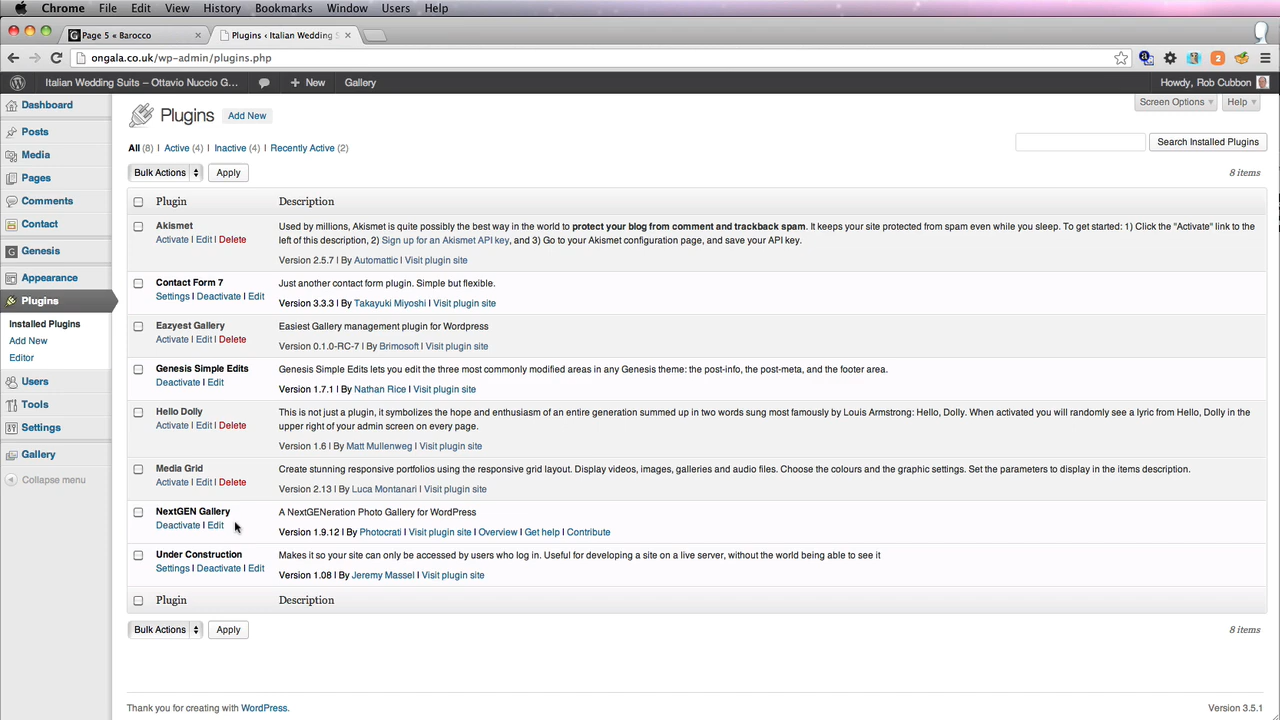 Chrome File Edit View History Bookmarks Window Users Help
Page 5 « Barocco
Plugins ‹ Italian Wedding S
ongala.co.uk/wp-admin/plugins.php
2
Italian Wedding Suits – Ottavio Nuccio G... + New Gallery Howdy, Rob Cubbon
Dashboard
Posts
Media
Pages
Comments
Contact
Genesis
Appearance
Plugins
Installed Plugins
Add New
Editor
Users
Tools
Settings
Gallery
Collapse menu
Screen Options Help
Plugins Add New
All (8) | Active (4) | Inactive (4) | Recently Active (2)
Search Installed Plugins
Bulk Actions Apply 8 items
Plugin Description
Akismet
Activate | Edit | Delete
Used by millions, Akismet is quite possibly the best way in the world to protect your blog from comment and trackback spam. It keeps your site protected from spam even while you sleep. To get started: 1) Click the "Activate" link to
left of this description, 2) Sign up for an Akismet API key, and 3) Go to your Akismet configuration page, and save your API key.
Version 2.5.7 | By Automattic | Visit plugin site
Contact Form 7
Settings | Deactivate | Edit
Just another contact form plugin. Simple but flexible.
Version 3.3.3 | By Takayuki Miyoshi | Visit plugin site
Eazyest Gallery
Activate | Edit | Delete
Easiest Gallery management plugin for Wordpress
Version 0.1.0-RC-7 | By Brimosoft | Visit plugin site
Genesis Simple Edits
Deactivate | Edit
Genesis Simple Edits lets you edit the three most commonly modified areas in any Genesis theme: the post-info, the post-meta, and the footer area.
Version 1.7.1 | By Nathan Rice | Visit plugin site
Hello Dolly
Activate | Edit | Delete
This is not just a plugin, it symbolizes the hope and enthusiasm of an entire generation summed up in two words sung most famously by Louis Armstrong: Hello, Dolly. When activated you will randomly see a lyric from Hello, Dolly in the
upper right of your admin screen on every page.
Version 1.6 | By Matt Mullenweg | Visit plugin site
Media Grid
Activate | Edit | Delete
Create stunning responsive portfolios using the responsive grid layout. Display videos, images, galleries and audio files. Choose the colours and the graphic settings. Set the parameters to display in the items description.
Version 2.13 | By Luca Montanari | Visit plugin site
NextGEN Gallery
Deactivate | Edit
A NextGENeration Photo Gallery for WordPress
Version 1.9.12 | By Photocrati | Visit plugin site | Overview | Get help | Contribute
Under Construction
Settings | Deactivate | Edit
Makes it so your site can only be accessed by users who log in. Useful for developing a site on a live server, without the world being able to see it
Version 1.08 | By Jeremy Massel | Visit plugin site
Plugin Description
Bulk Actions Apply 8 items
Thank you for creating with WordPress. Version 3.5.1